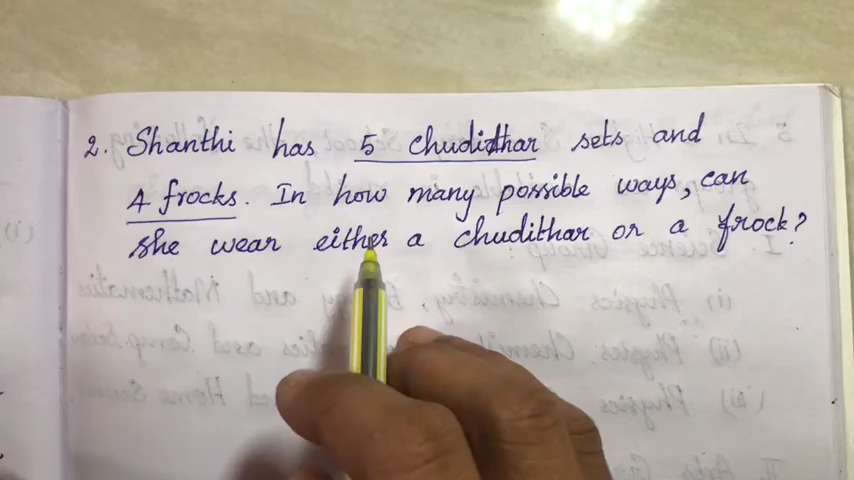 2. Shanthi has 5 chudidthar sets and
4 frocks. In how many possible ways, can
she wear either a chudithar or a frock?